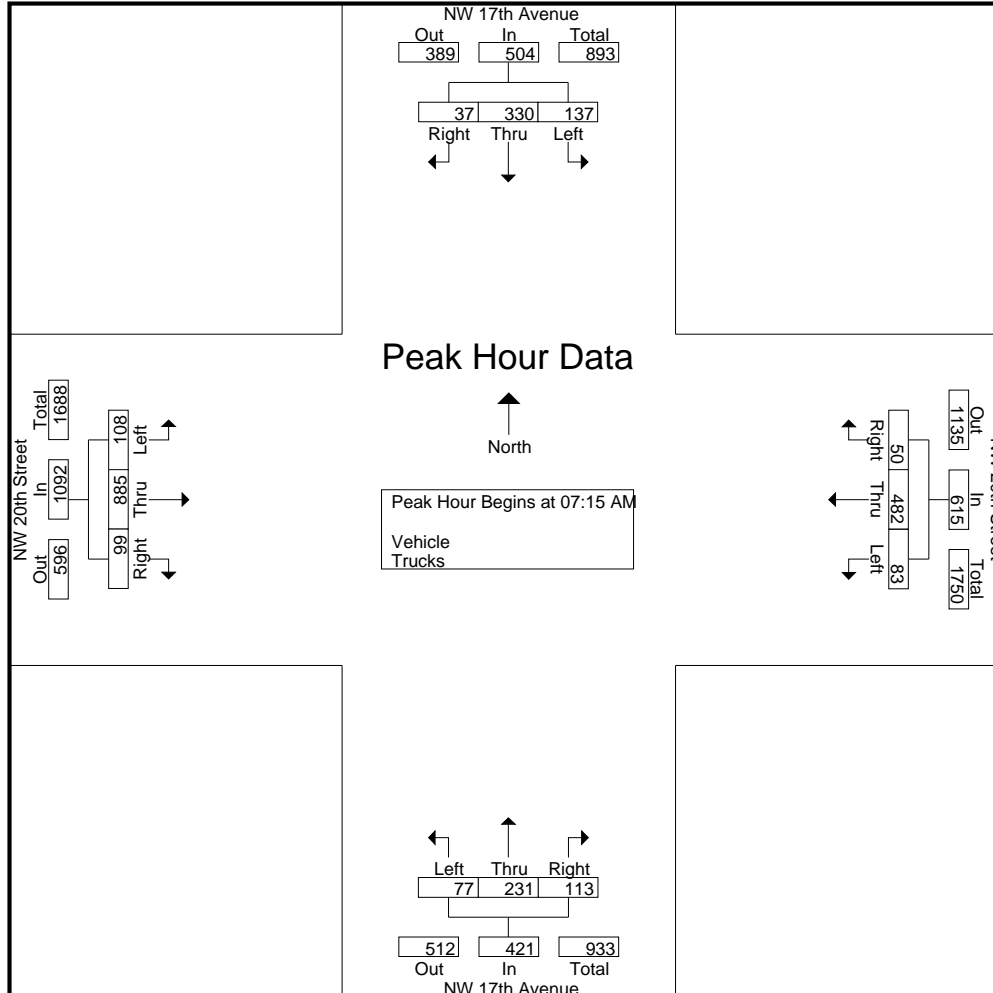 NW 17th Avenue
Out In Total
389 504 893
37 330 137
Right Thru Left
Peak Hour Data
North
Peak Hour Begins at 07:15 AM
Vehicle
Trucks
NW 20th Street
Total In Out
1688 1092 596
108 885 99
Left Thru Right
Out In Total
1135 615 1750
50 482 83
Right Thru Left
Left Thru Right
77 231 113
512 421 933
Out In Total
NW 17th Avenue